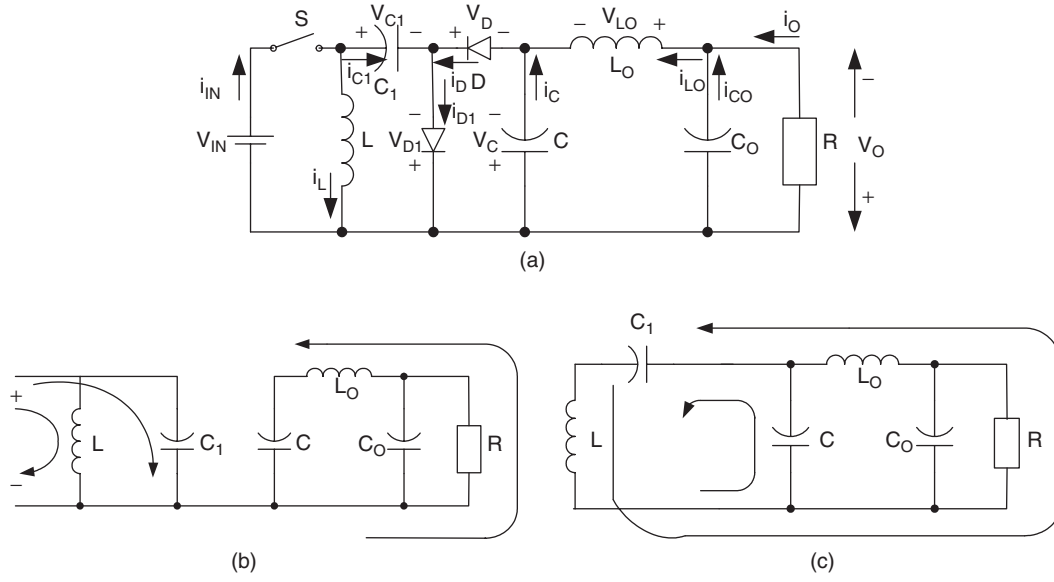 S
+ V_C1 −
+ V_D −
− V_LO +
i_O
i_IN
i_C1
C_1
i_D D
i_D1
i_C
L_O
i_LO
i_CO
−
V_IN
L
−
V_D1
+
−
V_C
+
C
C_O
R
V_O
+
i_L
(a)
+
−
L
C_1
C
L_O
C_O
R
(b)
C_1
L
C
L_O
C_O
R
(c)